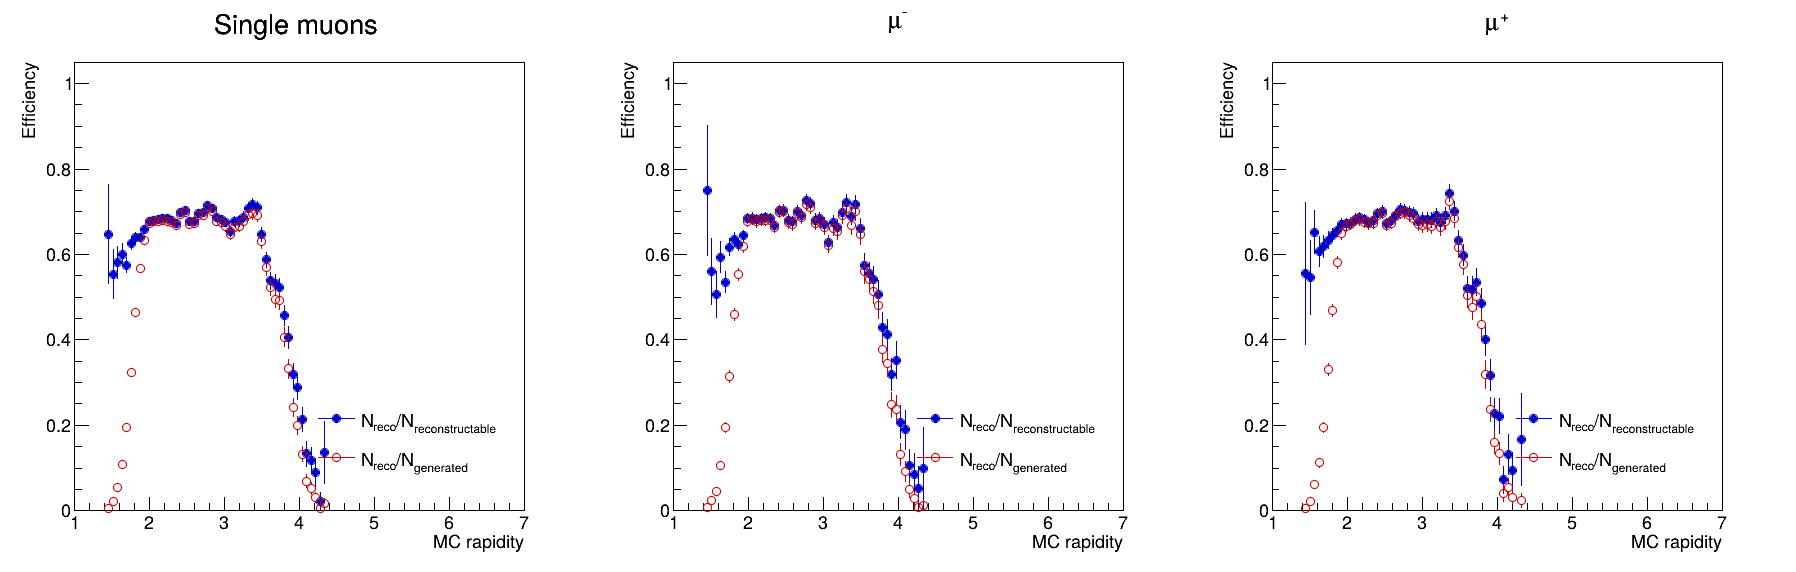 Single muons
Efficiency
1
0.8
0.6
0.4
0.2
0
1 2 3 4 5 6 7
MC rapidity
Nreco/Nreconstructable
Nreco/Ngenerated
μ-
Efficiency
1
0.8
0.6
0.4
0.2
0
1 2 3 4 5 6 7
MC rapidity
Nreco/Nreconstructable
Nreco/Ngenerated
μ+
Efficiency
1
0.8
0.6
0.4
0.2
0
1 2 3 4 5 6 7
MC rapidity
Nreco/Nreconstructable
Nreco/Ngenerated